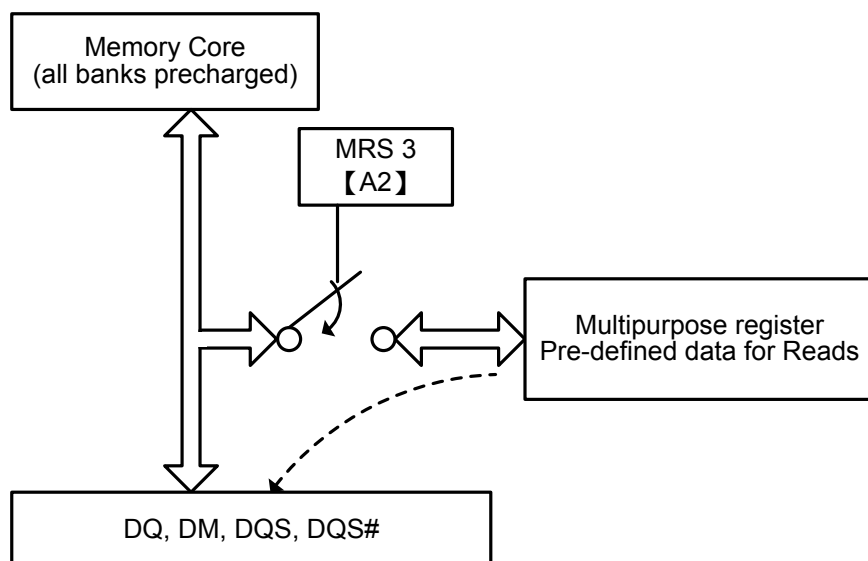 Memory Core
(all banks precharged)
MRS 3
【A2】
Multipurpose register
Pre-defined data for Reads
DQ, DM, DQS, DQS#